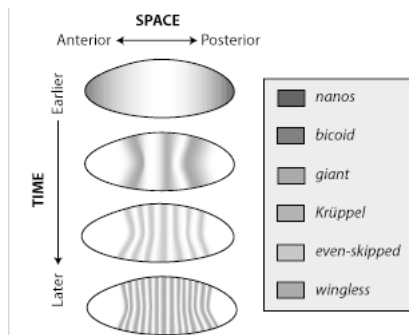 SPACE
Anterior Posterior
Earlier
TIME
Later
nanos
bicoid
giant
Krüppel
even-skipped
wingless